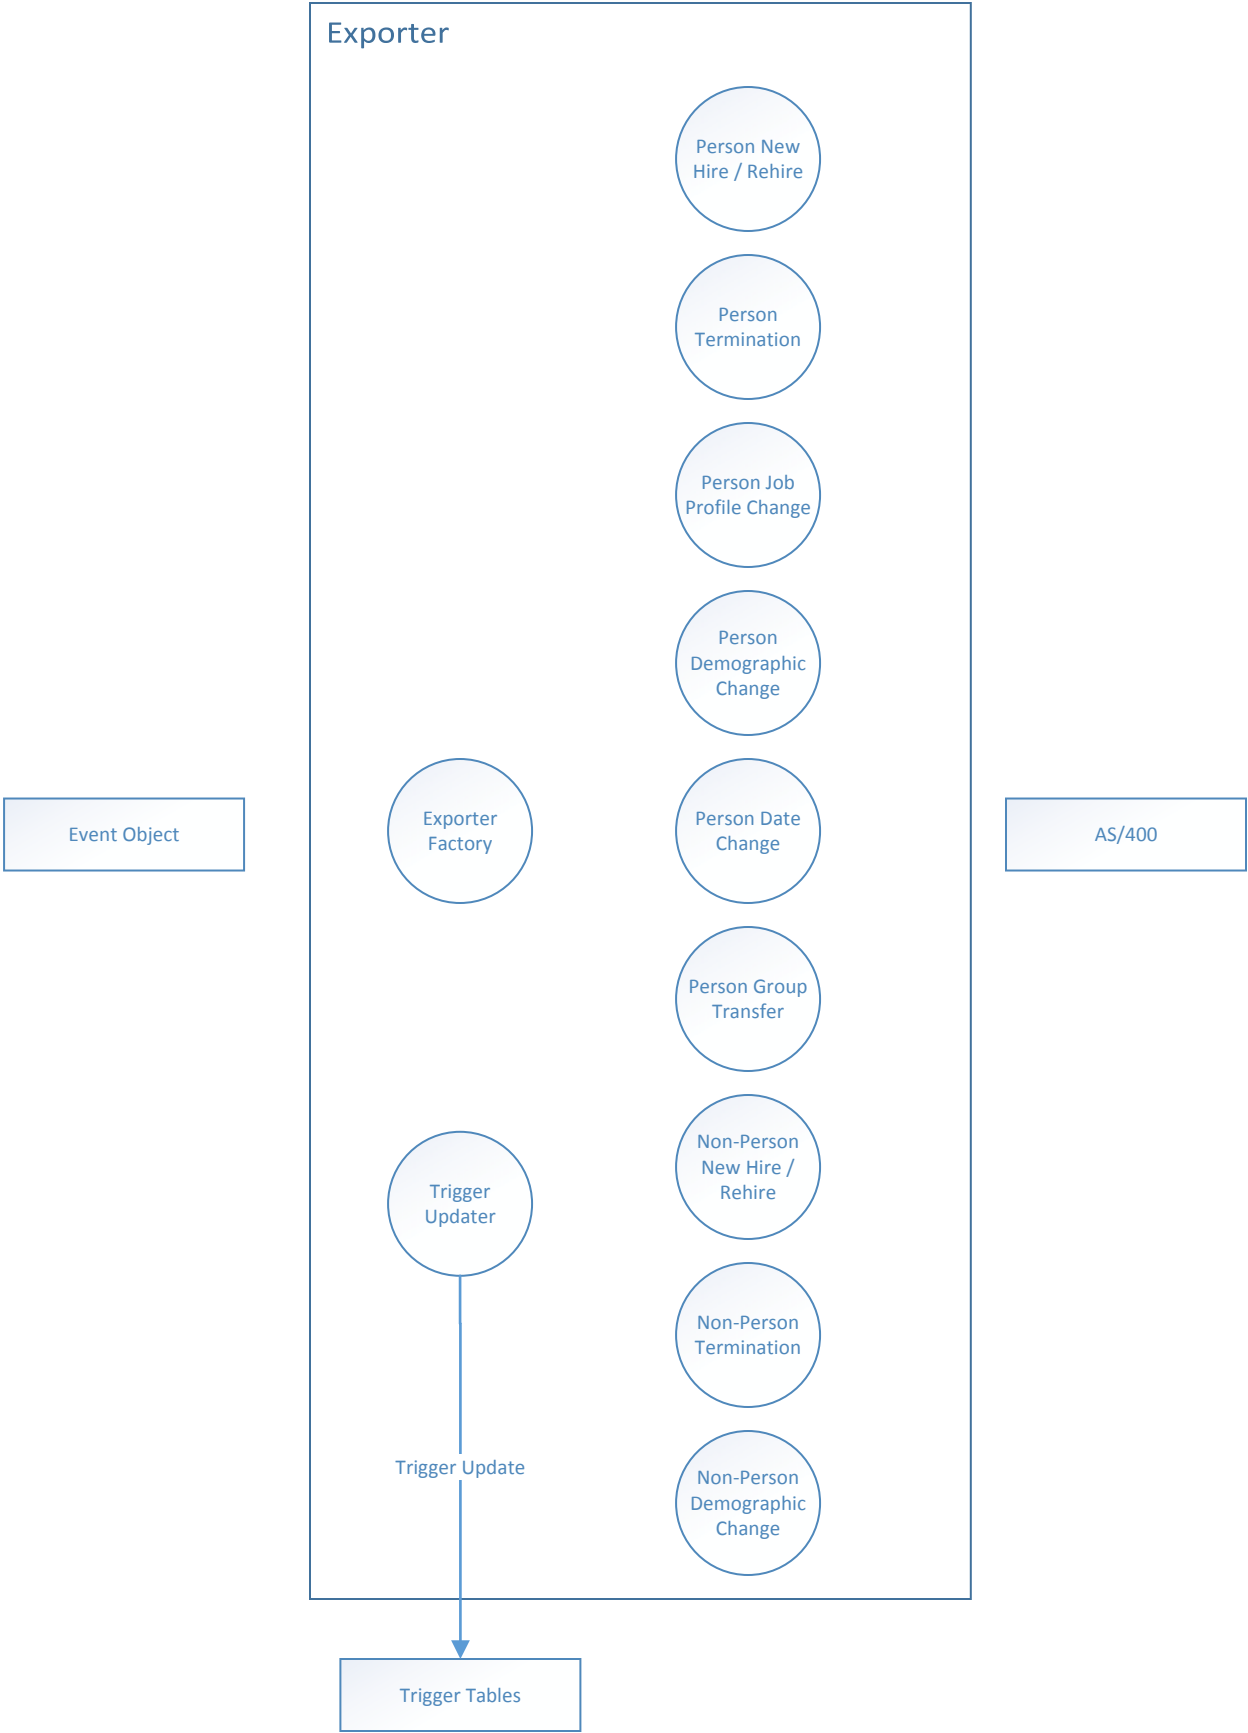 Exporter
Person New
Hire / Rehire
Person
Termination
Person Job
Profile Change
Person
Demographic
Change
Event Object
Exporter
Factory
Person Date
Change
AS/400
Person Group
Transfer
Non-Person
New Hire /
Rehire
Trigger
Updater
Non-Person
Termination
Trigger Update
Non-Person
Demographic
Change
Trigger Tables